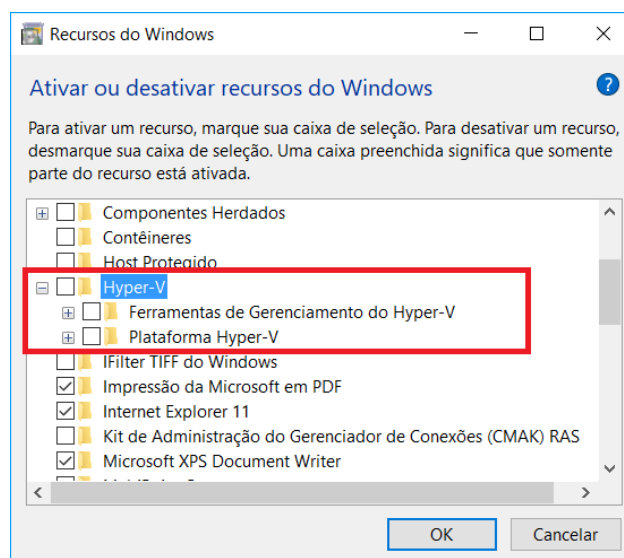 Recursos do Windows
Ativar ou desativar recursos do Windows
Para ativar um recurso, marque sua caixa de seleção. Para desativar um recurso,
desmarque sua caixa de seleção. Uma caixa preenchida significa que somente
parte do recurso está ativada.
Componentes Herdados
Contêineres
Host Protegido
Hyper-V
Ferramentas de Gerenciamento do Hyper-V
Plataforma Hyper-V
IFilter TIFF do Windows
Impressão da Microsoft em PDF
Internet Explorer 11
Kit de Administração do Gerenciador de Conexões (CMAK) RAS
Microsoft XPS Document Writer
OK
Cancelar